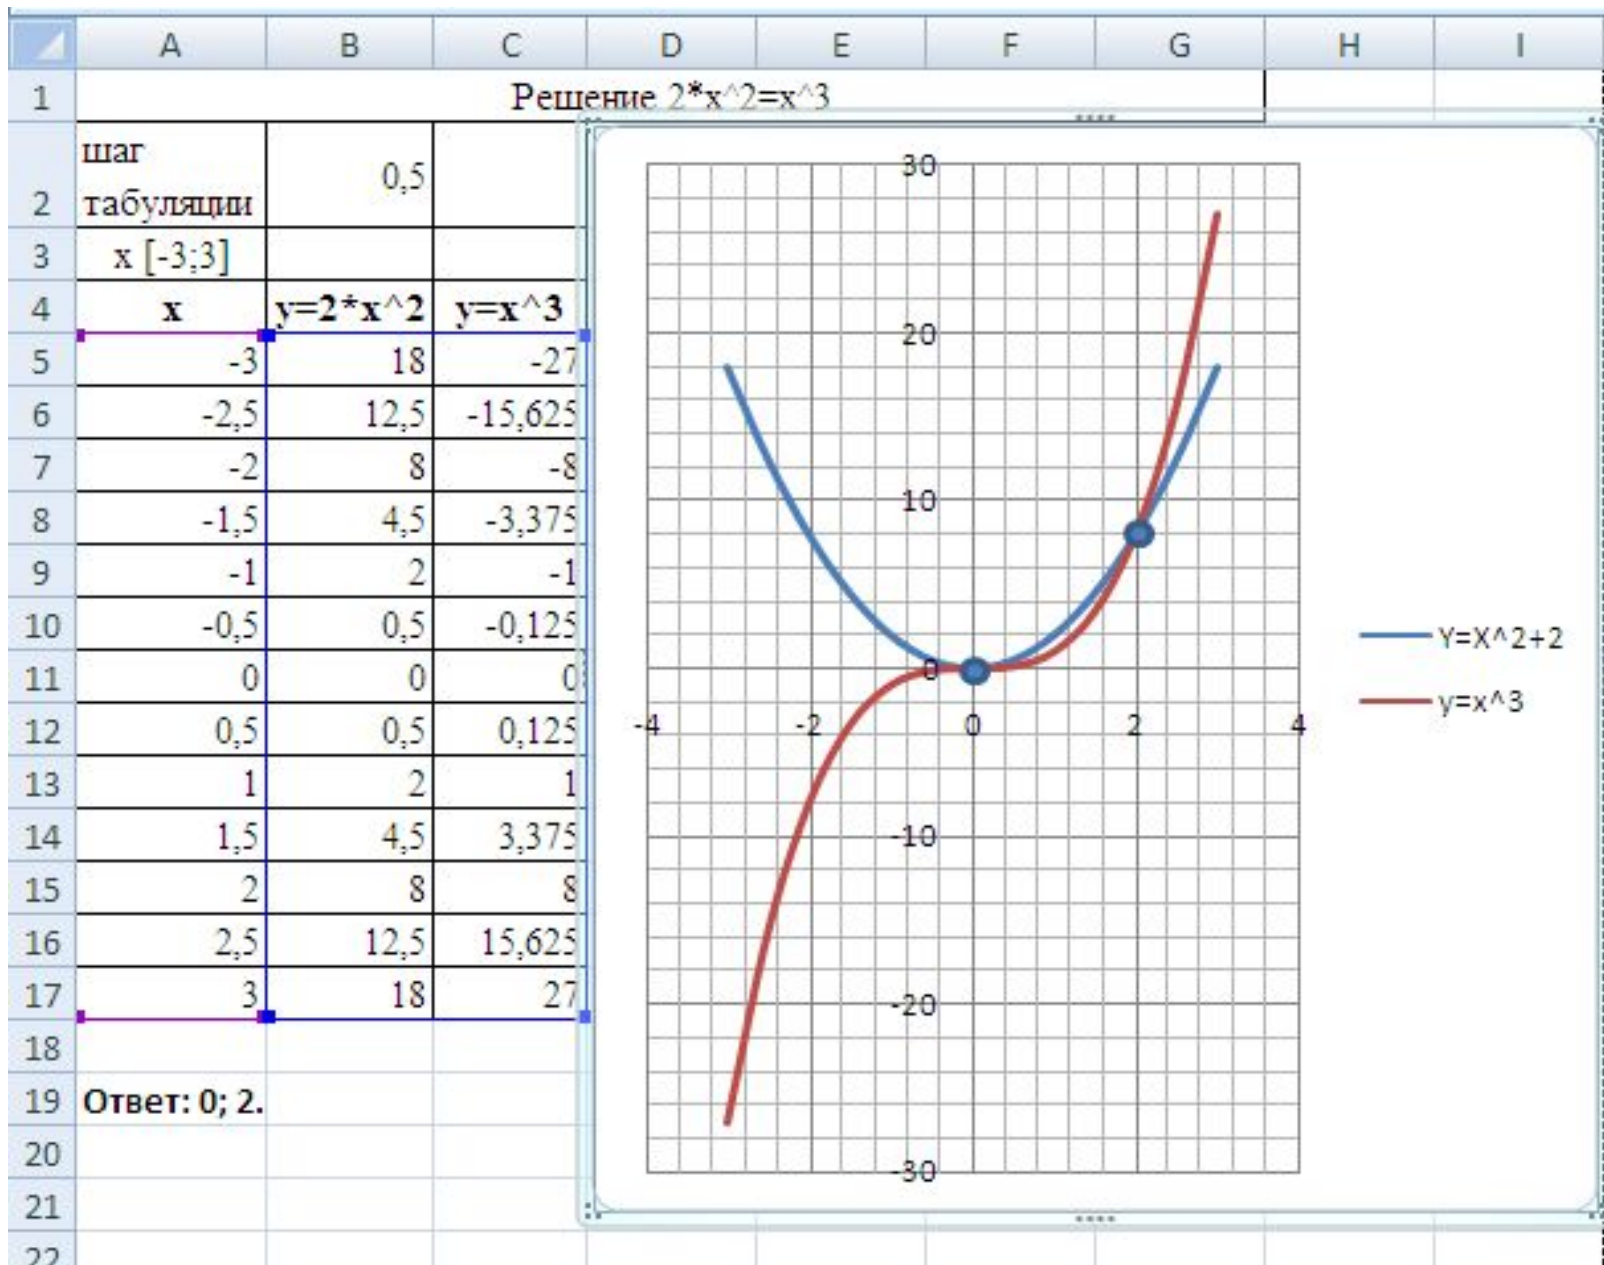 A B C D E F G H I
1 Решение 2*x^2=x^3
2 шаг табуляции 0,5
3 x [-3;3]
4 x y=2*x^2 y=x^3
5 -3 18 -27
6 -2,5 12,5 -15,625
7 -2 8 -8
8 -1,5 4,5 -3,375
9 -1 2 -1
10 -0,5 0,5 -0,125
11 0 0 0
12 0,5 0,5 0,125
13 1 2 1
14 1,5 4,5 3,375
15 2 8 8
16 2,5 12,5 15,625
17 3 18 27
18
19 Ответ: 0; 2.
20
21
22
30
20
10
0
-10
-20
-30
-4 -2 0 2 4
Y=X^2+2
y=x^3